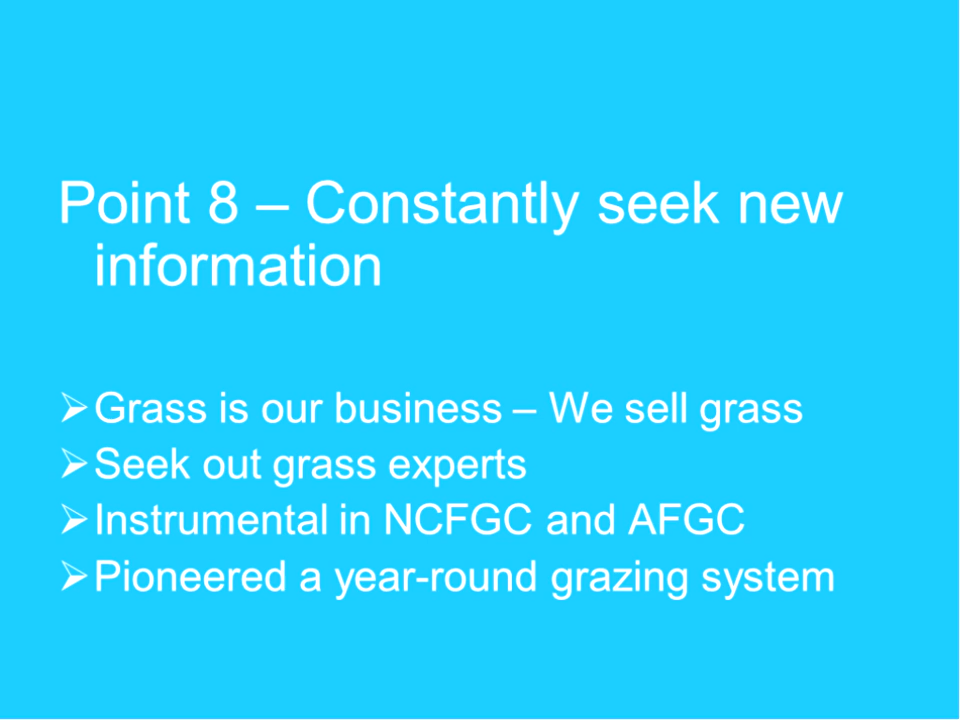 Point 8 – Constantly seek new
information
➢Grass is our business – We sell grass
➢Seek out grass experts
➢Instrumental in NCFGC and AFGC
➢Pioneered a year-round grazing system